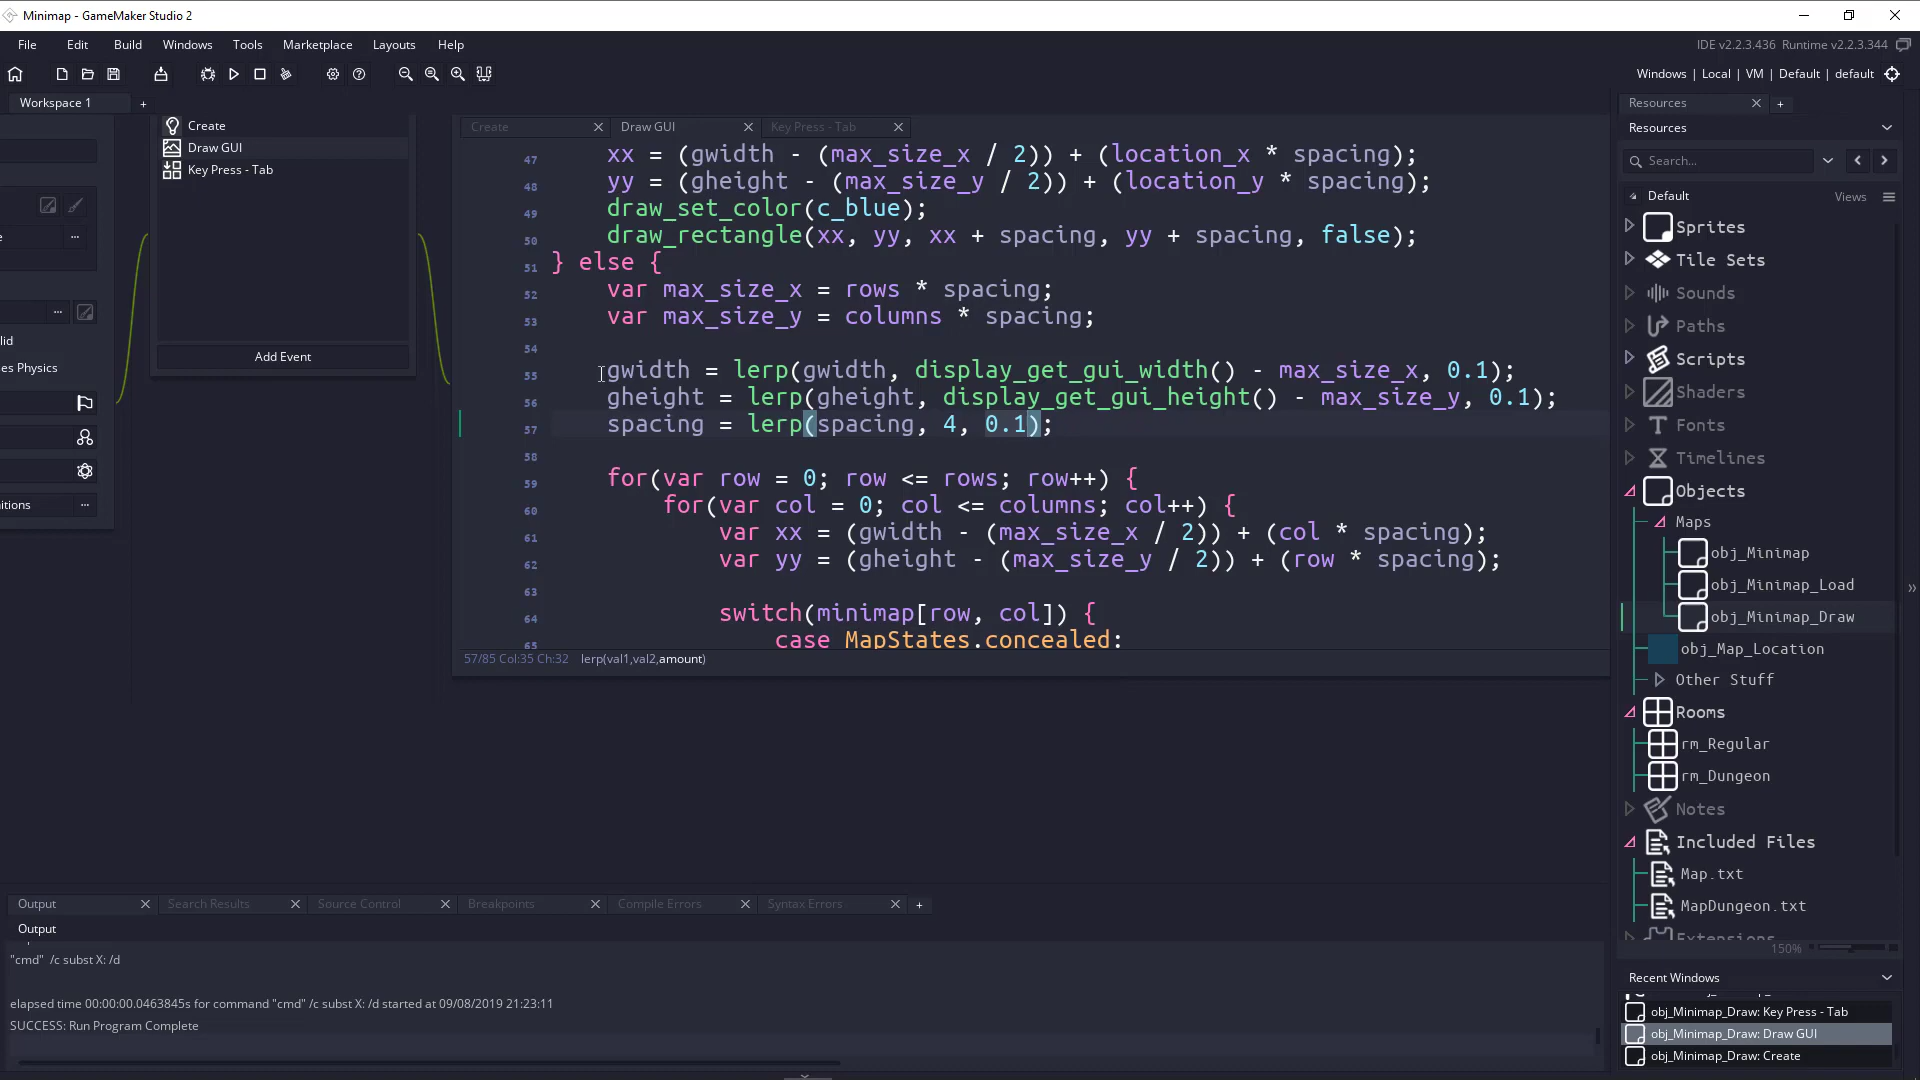 Minimap - GameMaker Studio 2
File Edit Build Windows Tools Marketplace Layouts Help
IDE v2.2.3.436 Runtime v2.2.3.344
Windows | Local | VM | Default | default
Workspace 1 +
Create
Draw GUI
Key Press - Tab
Add Event
lid
es Physics
nitions
Create Draw GUI Key Press - Tab
47 xx = (gwidth - (max_size_x / 2)) + (location_x * spacing);
48 yy = (gheight - (max_size_y / 2)) + (location_y * spacing);
49 draw_set_color(c_blue);
50 draw_rectangle(xx, yy, xx + spacing, yy + spacing, false);
51 } else {
52 var max_size_x = rows * spacing;
53 var max_size_y = columns * spacing;
54
55 gwidth = lerp(gwidth, display_get_gui_width() - max_size_x, 0.1);
56 gheight = lerp(gheight, display_get_gui_height() - max_size_y, 0.1);
57 spacing = lerp(spacing, 4, 0.1);
58
59 for(var row = 0; row <= rows; row++) {
60 for(var col = 0; col <= columns; col++) {
61 var xx = (gwidth - (max_size_x / 2)) + (col * spacing);
62 var yy = (gheight - (max_size_y / 2)) + (row * spacing);
63
64 switch(minimap[row, col]) {
65 case MapStates.concealed:
57/85 Col:35 Ch:32 lerp(val1,val2,amount)
Resources
Resources
Search...
Default Views
Sprites
Tile Sets
Sounds
Paths
Scripts
Shaders
Fonts
Timelines
Objects
Maps
obj_Minimap
obj_Minimap_Load
obj_Minimap_Draw
obj_Map_Location
Other Stuff
Rooms
rm_Regular
rm_Dungeon
Notes
Included Files
Map.txt
MapDungeon.txt
Extensions
150%
Recent Windows
obj_Minimap_Draw: Key Press - Tab
obj_Minimap_Draw: Draw GUI
obj_Minimap_Draw: Create
Output Search Results Source Control Breakpoints Compile Errors Syntax Errors +
Output
"cmd" /c subst X: /d
elapsed time 00:00:00.0463845s for command "cmd" /c subst X: /d started at 09/08/2019 21:23:11
SUCCESS: Run Program Complete